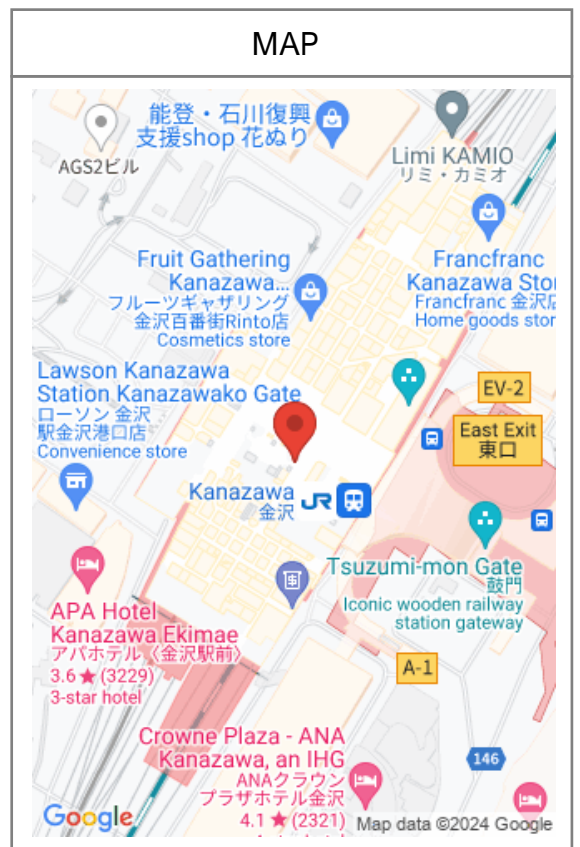 MAP
能登・石川復興
支援shop 花ぬり
AGS2ビル
Limi KAMIO
リミ・カミオ
Fruit Gathering
Kanazawa...
フルーツギャザリング
金沢百番街Rinto店
Cosmetics store
Francfranc
Kanazawa Sto
Francfranc 金沢店
Home goods stor
Lawson Kanazawa
Station Kanazawako Gate
ローソン 金沢
駅金沢港口店
Convenience store
EV-2
East Exit
東口
Kanazawa
金沢
JR
Tsuzumi-mon Gate
鼓門
Iconic wooden railway
station gateway
APA Hotel
Kanazawa Ekimae
アパホテル〈金沢駅前〉
3.6★(3229)
3-star hotel
A-1
Crowne Plaza - ANA
Kanazawa, an IHG
ANAクラウン
プラザホテル金沢
4.1★(2321)
146
Google
Map data ©2024 Google